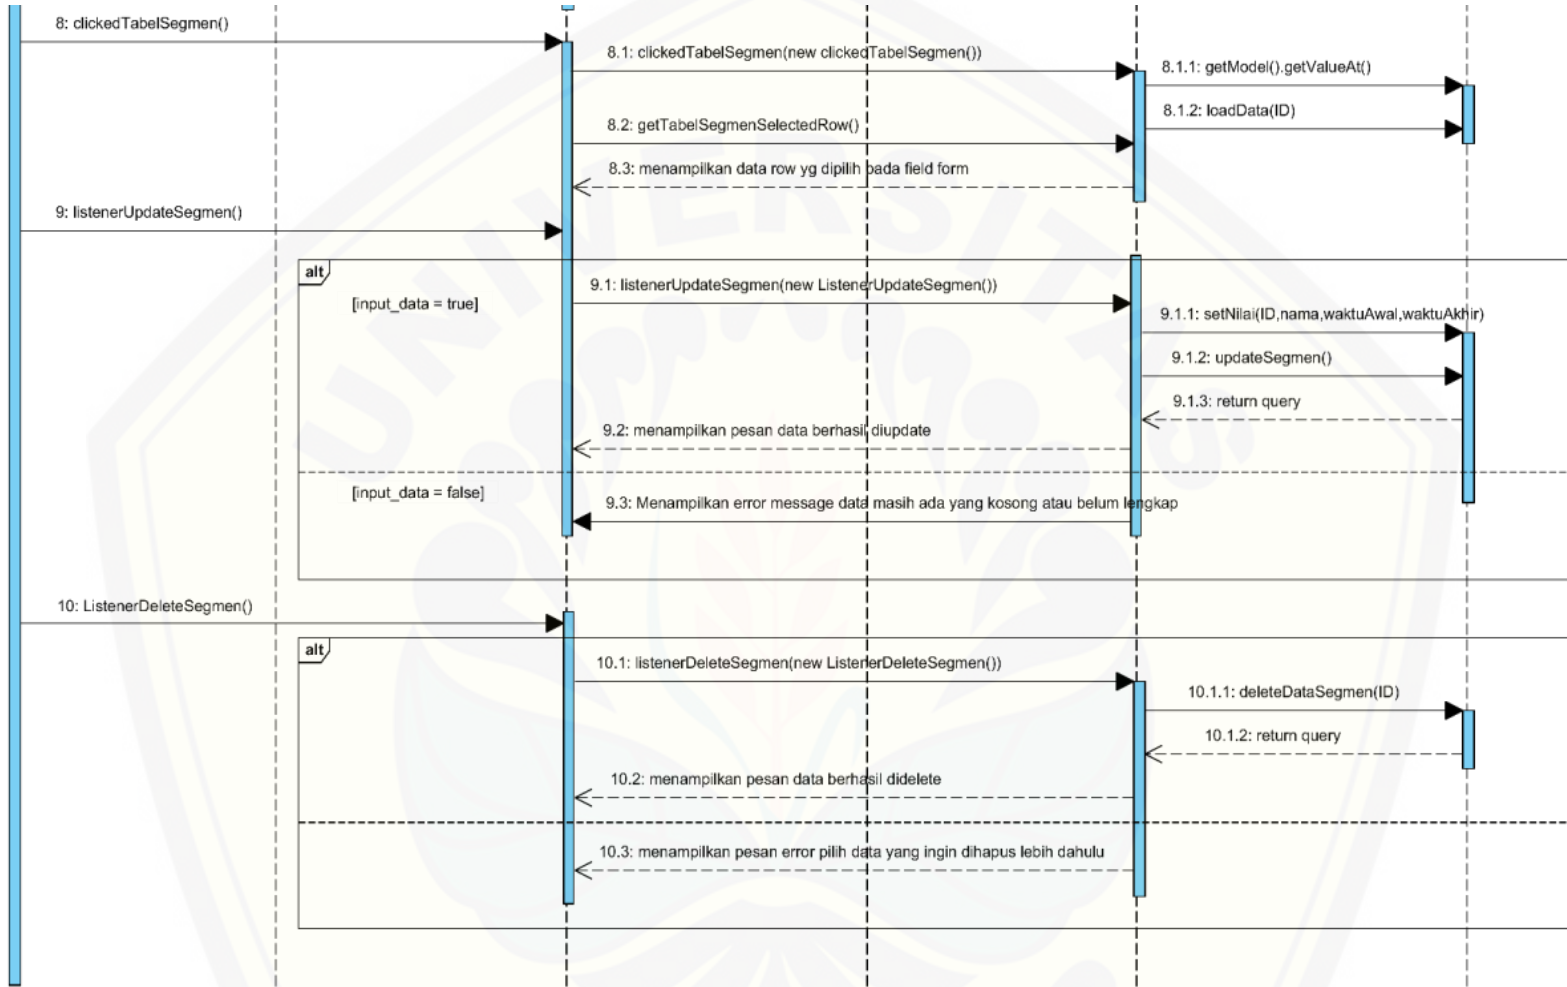 8: clickedTabelSegmen()
8.1: clickedTabelSegmen(new clickedTabelSegmen())
8.1.1: getModel().getValueAt()
8.1.2: loadData(ID)
8.2: getTabelSegmenSelectedRow()
8.3: menampilkan data row yg dipilih pada field form
9: listenerUpdateSegmen()
alt
[input_data = true]
9.1: listenerUpdateSegmen(new ListenerUpdateSegmen())
9.1.1: setNilai(ID,nama,waktuAwal,waktuAkhir)
9.1.2: updateSegmen()
9.1.3: return query
9.2: menampilkan pesan data berhasil diupdate
[input_data = false]
9.3: Menampilkan error message data masih ada yang kosong atau belum lengkap
10: ListenerDeleteSegmen()
alt
10.1: listenerDeleteSegmen(new ListenerDeleteSegmen())
10.1.1: deleteDataSegmen(ID)
10.1.2: return query
10.2: menampilkan pesan data berhasil didelete
10.3: menampilkan pesan error pilih data yang ingin dihapus lebih dahulu
UNIVERSITAS